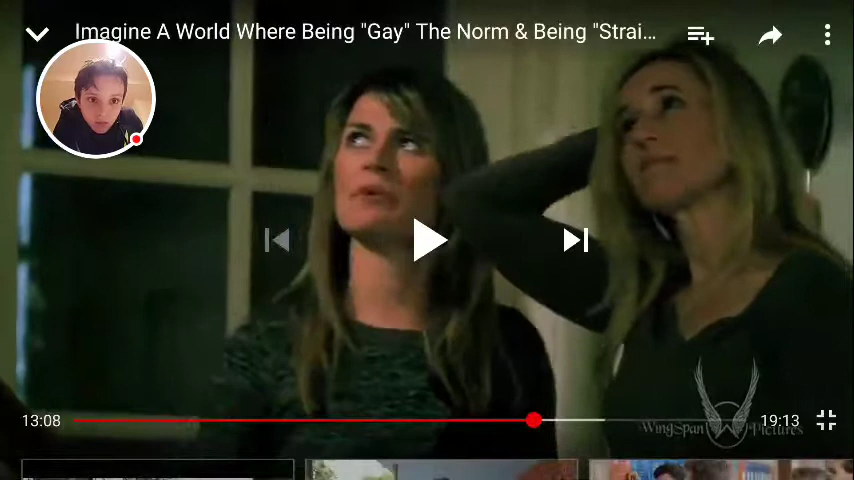 Imagine A World Where Being "Gay" The Norm & Being "Strai...
13:08
19:13
WingSpan Pictures